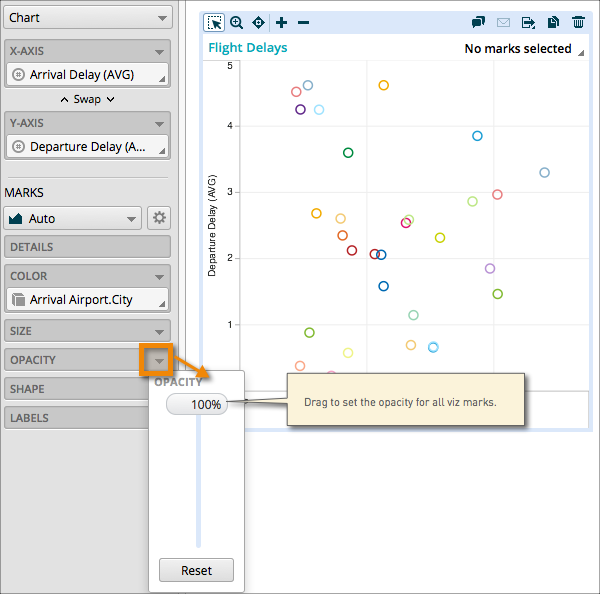 Chart
X-AXIS
Arrival Delay (AVG)
Swap
Y-AXIS
Departure Delay (A...
MARKS
Auto
DETAILS
COLOR
Arrival Airport.City
SIZE
OPACITY
SHAPE
LABELS
OPACITY
100%
Reset
Flight Delays
No marks selected
5
4
3
2
1
Departure Delay (AVG)
Drag to set the opacity for all viz marks.